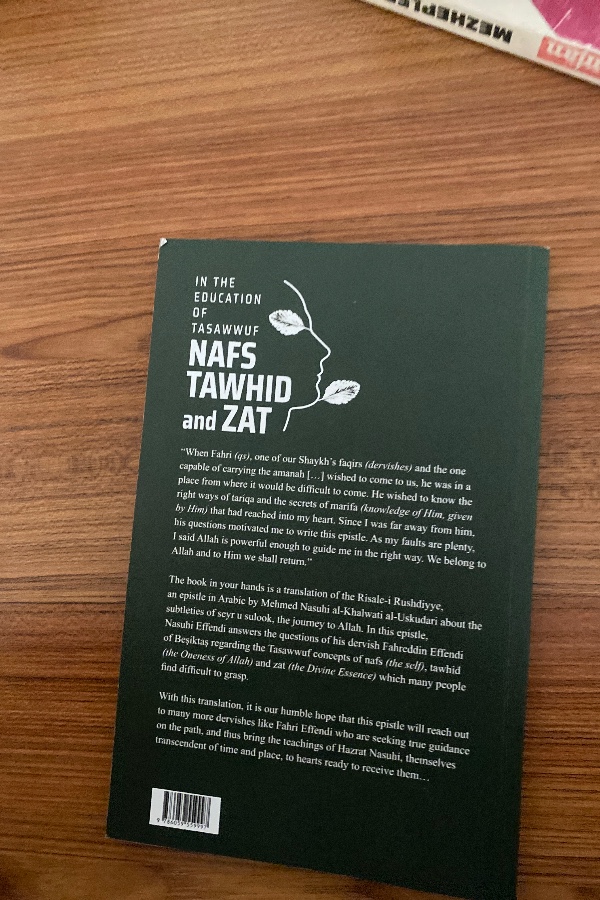 MEZHEPLE
IN THE
EDUCATION
OF
TASAWWUF
NAFS
TAWHID
and ZAT
“When Fahri (qs), one of our Shaykh’s faqirs (dervishes) and the one
capable of carrying the amanah [...] wished to come to us, he was in a
place from where it would be difficult to come. He wished to know the
right ways of tariqa and the secrets of marifa (knowledge of Him, given
by Him) that had reached into my heart. Since I was far away from him,
his questions motivated me to write this epistle. As my faults are plenty,
I said Allah is powerful enough to guide me in the right way. We belong to
Allah and to Him we shall return.”
The book in your hands is a translation of the Risale-i Rushdiyye,
an epistle in Arabic by Mehmed Nasuhi al-Khalwati al-Uskudari about the
subtleties of seyr u sulook, the journey to Allah. In this epistle,
Nasuhi Effendi answers the questions of his dervish Fahreddin Effendi
of Beşiktaş regarding the Tasawwuf concepts of nafs (the self), tawhid
(the Oneness of Allah) and zat (the Divine Essence) which many people
find difficult to grasp.
With this translation, it is our humble hope that this epistle will reach out
to many more dervishes like Fahri Effendi who are seeking true guidance
on the path, and thus bring the teachings of Hazrat Nasuhi, themselves
transcendent of time and place, to hearts ready to receive them...